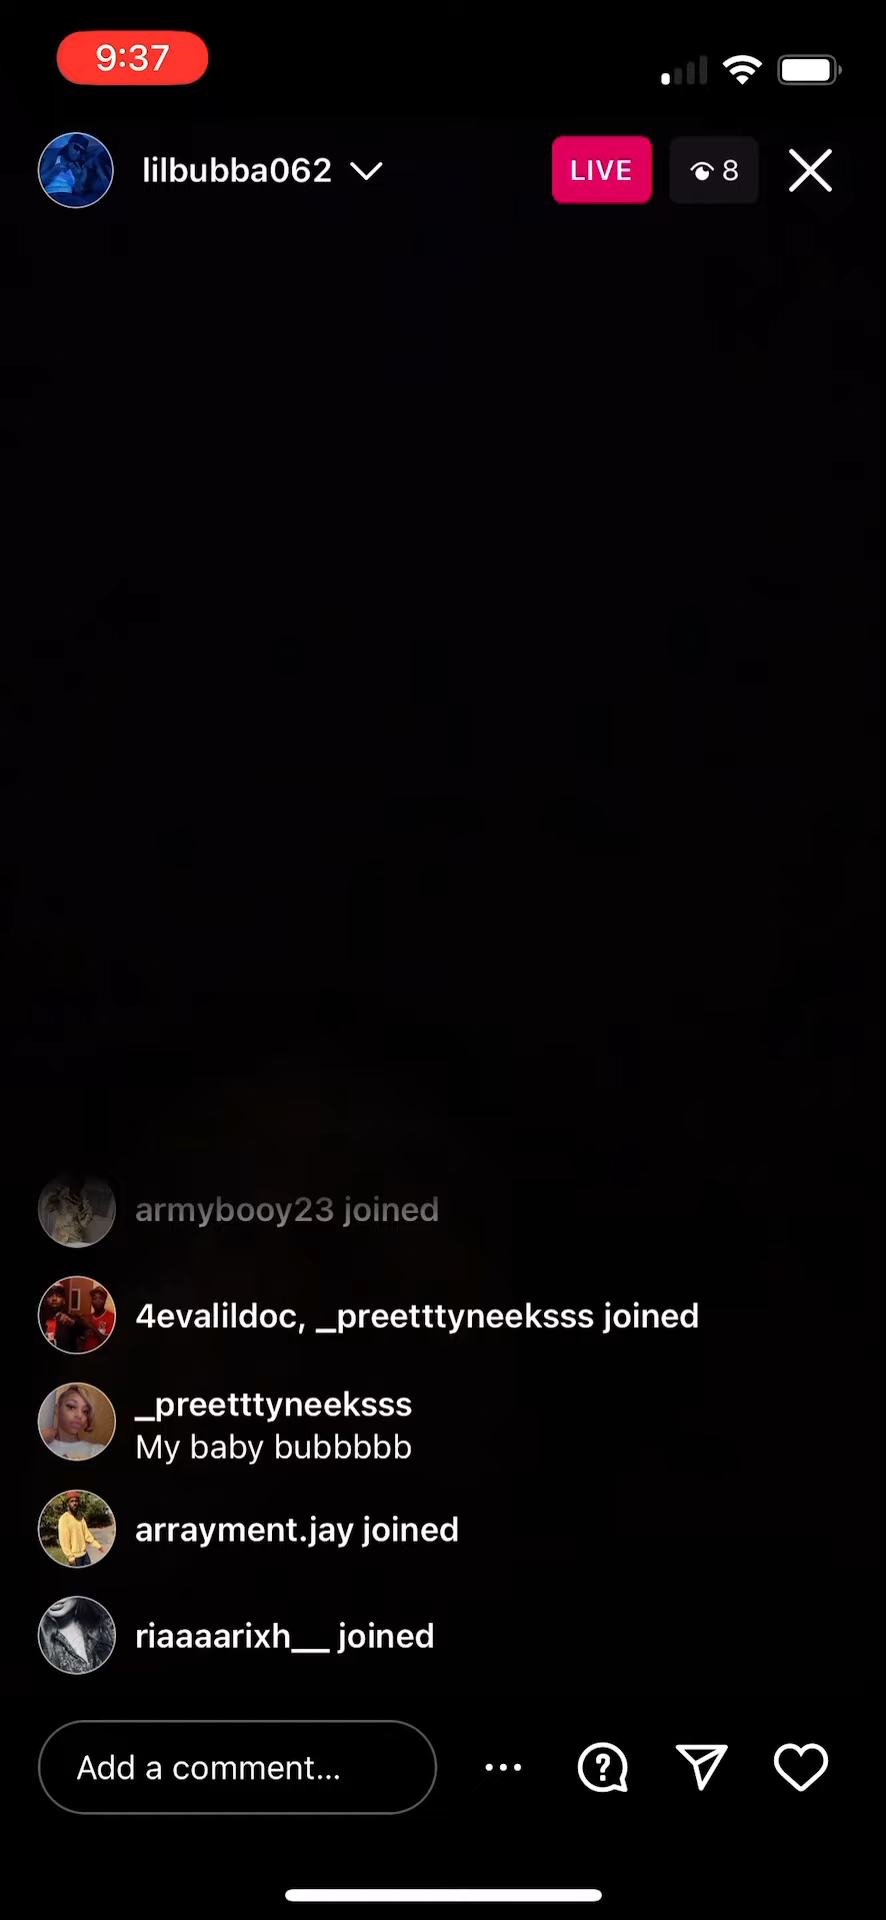 9:37
lilbubba062
LIVE
8
armybooy23 joined
4evalildoc, _preetttyneeksss joined
_preetttyneeksss
My baby bubbbbb
arrayment.jay joined
riaaaarixh__ joined
Add a comment...